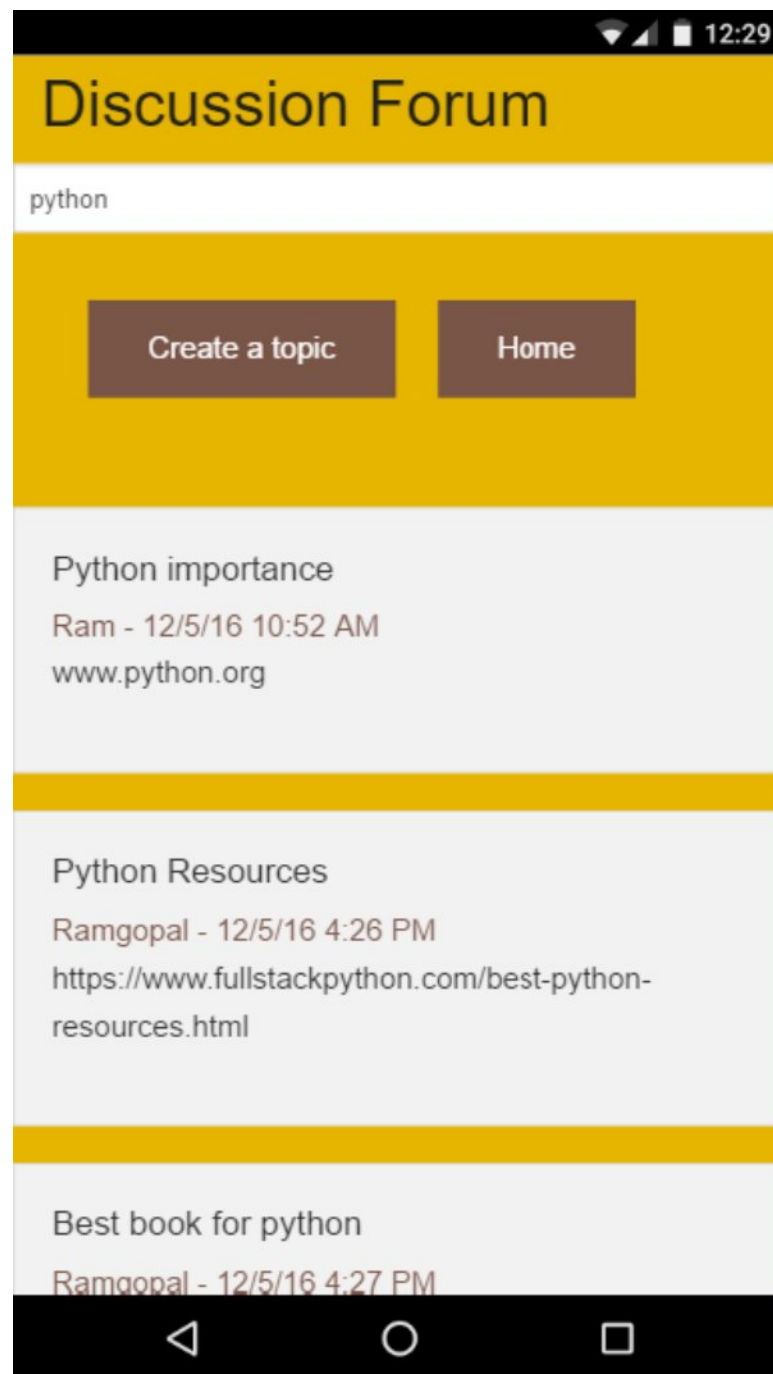 12:29
Discussion Forum
python
Create a topic Home
Python importance
Ram - 12/5/16 10:52 AM
www.python.org
Python Resources
Ramgopal - 12/5/16 4:26 PM
https://www.fullstackpython.com/best-python-
resources.html
Best book for python
Ramgopal - 12/5/16 4:27 PM